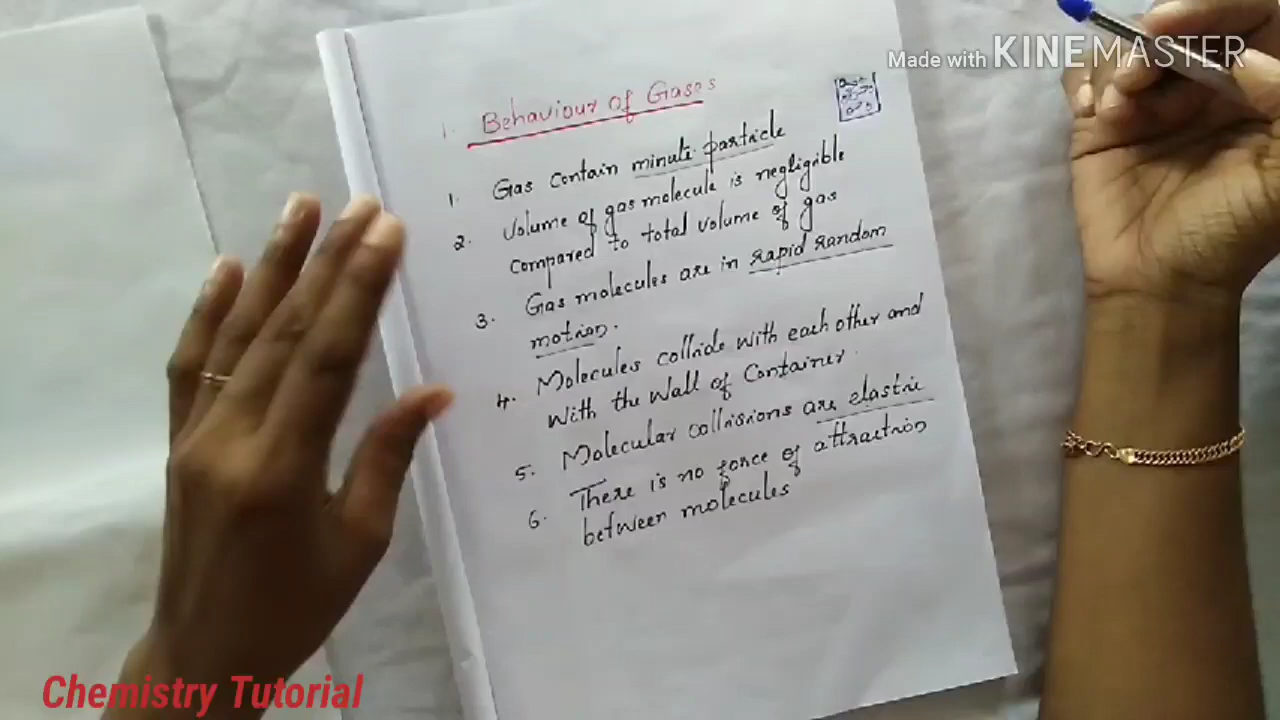 Made with KINEMASTER
1. Behaviour of Gases
1. Gas contain minute particle
2. Volume of gas molecule is negligible
compared to total volume of gas
3. Gas molecules are in rapid random
motion.
4. Molecules collide with each other and
with the wall of Container.
5. Molecular collisions are elastic
6. There is no force of attraction
between molecules
Chemistry Tutorial